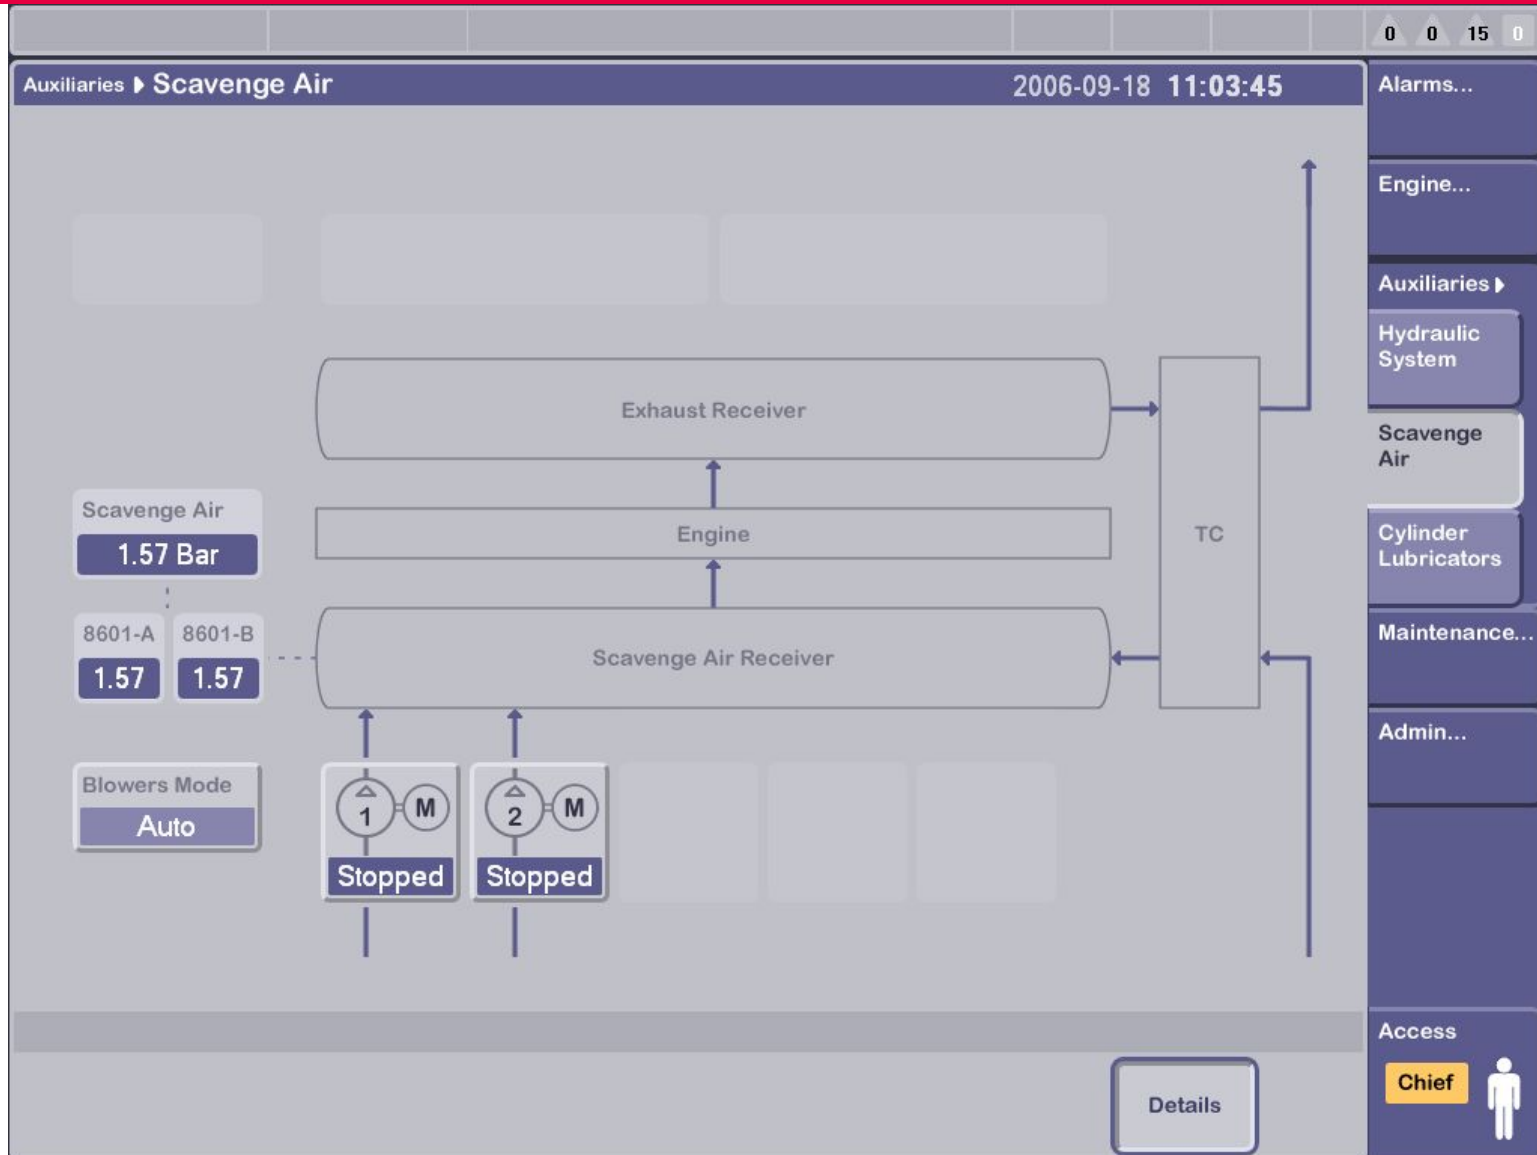 0 0 15 0
Auxiliaries Scavenge Air 2006-09-18 11:03:45
Alarms...
Engine...
Auxiliaries
Hydraulic
System
Scavenge
Air
Cylinder
Lubricators
Maintenance...
Admin...
Access
Chief
Exhaust Receiver
Engine
TC
Scavenge Air Receiver
Scavenge Air
1.57 Bar
8601-A 8601-B
1.57 1.57
Blowers Mode
Auto
1 M 2 M
Stopped Stopped
Details